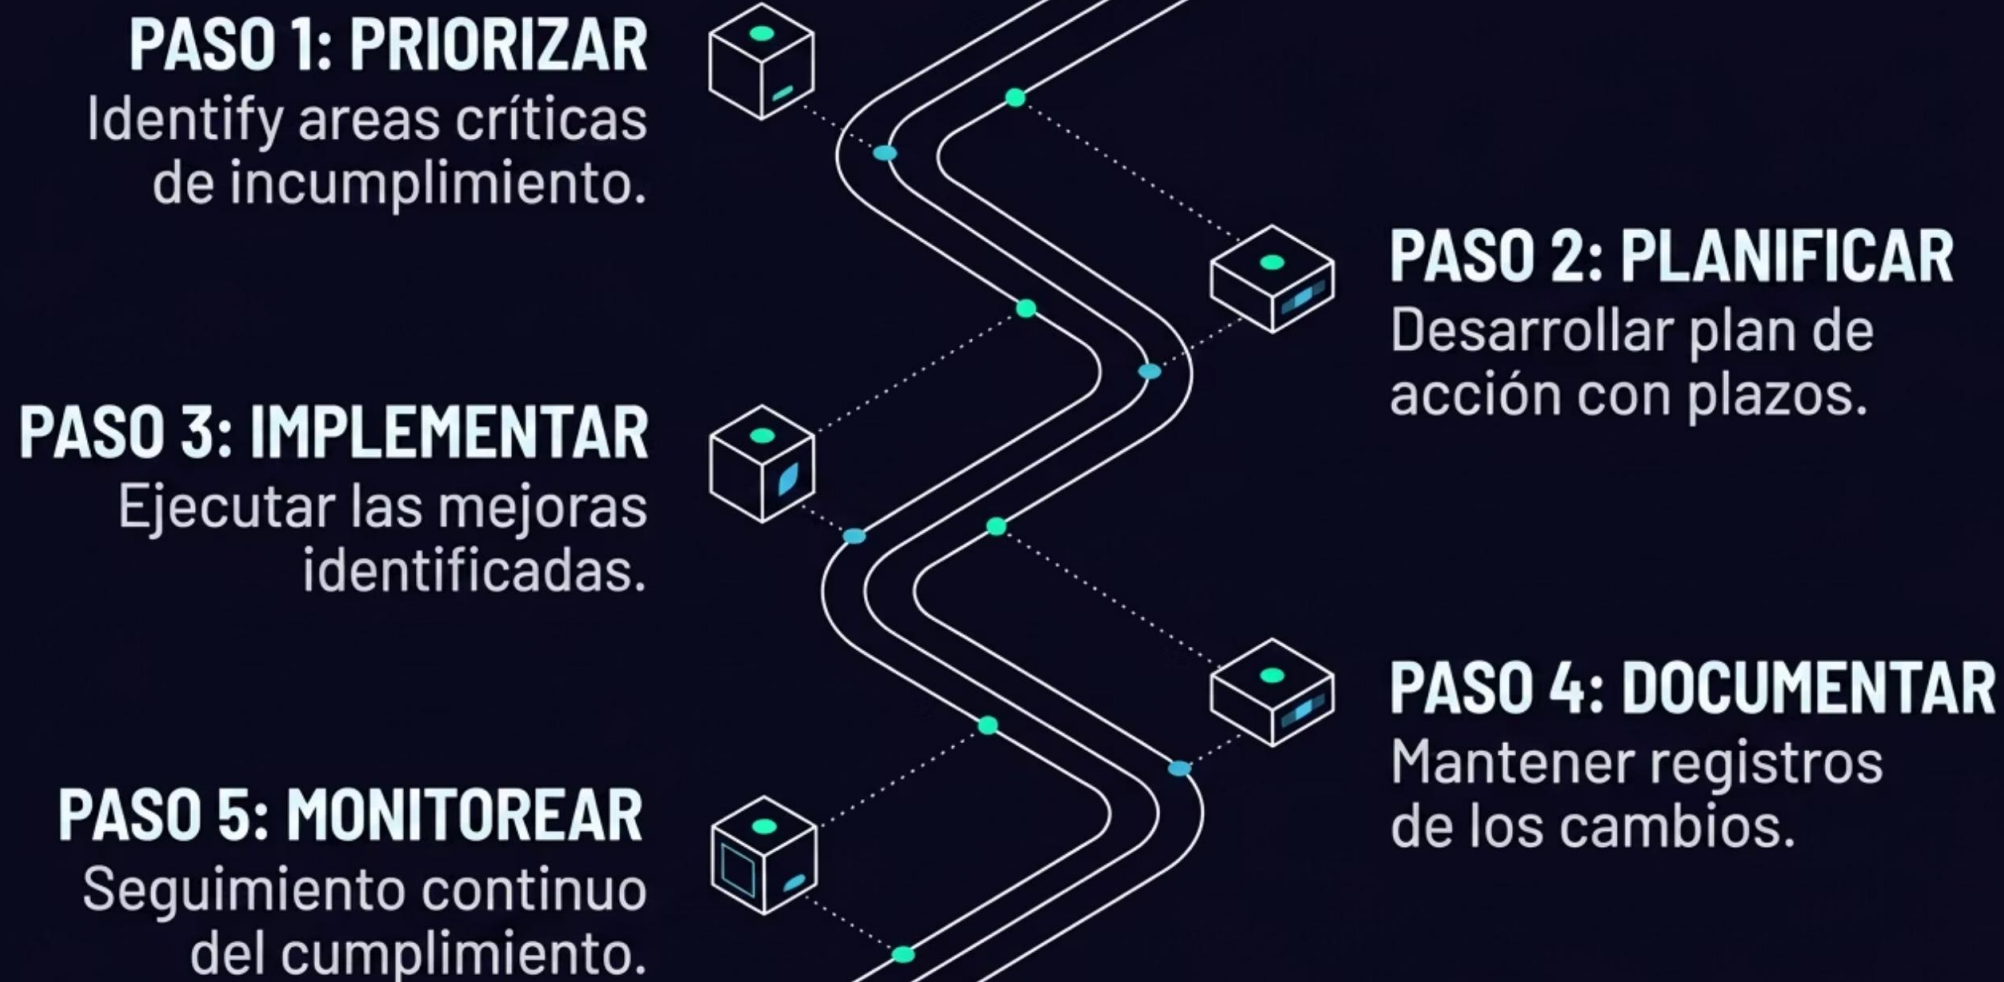 PASO 1: PRIORIZAR
Identify areas críticas
de incumplimiento.
PASO 2: PLANIFICAR
Desarrollar plan de
acción con plazos.
PASO 3: IMPLEMENTAR
Ejecutar las mejoras
identificadas.
PASO 4: DOCUMENTAR
Mantener registros
de los cambios.
PASO 5: MONITOREAR
Seguimiento continuo
del cumplimiento.